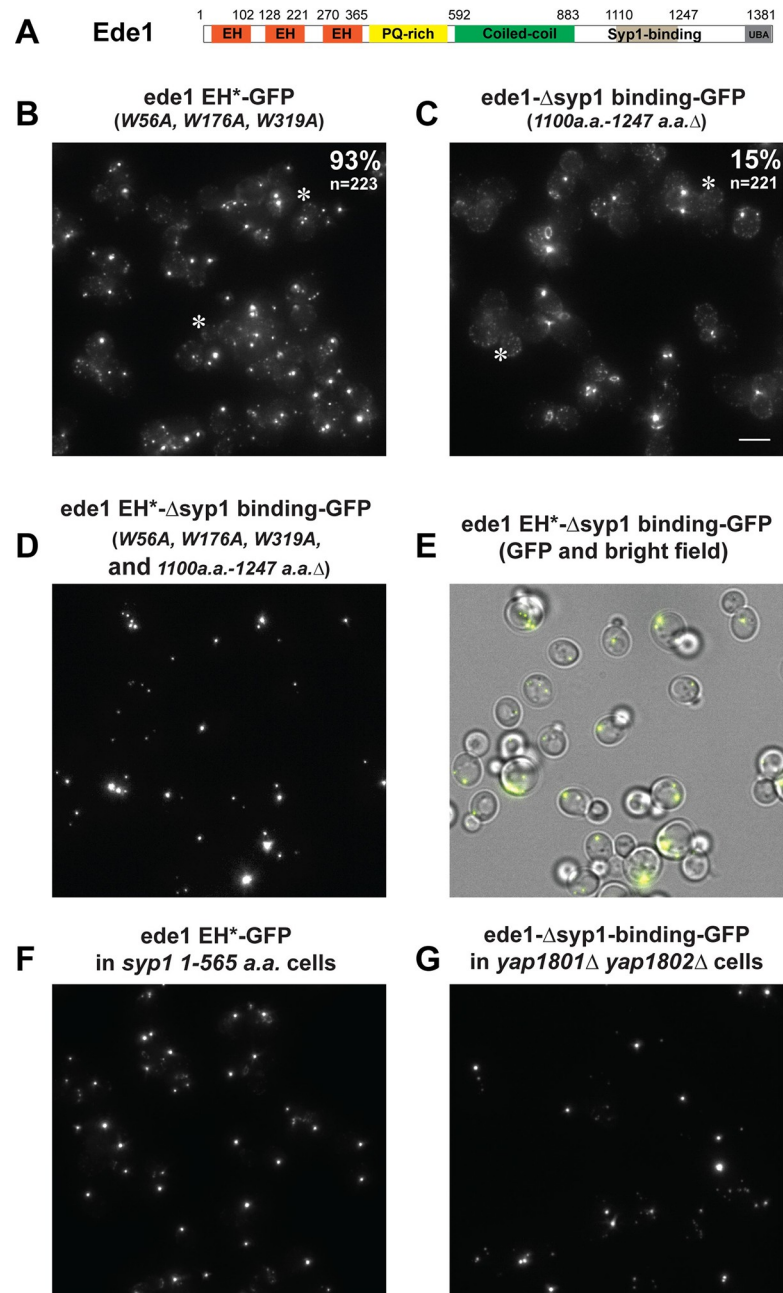 A
Ede1
1 102 128 221 270 365 592 883 1110 1247 1381
EH EH EH PQ-rich Coiled-coil Syp1-binding UBA
B
ede1 EH*-GFP
(W56A, W176A, W319A)
93%
n=223
*
*
C
ede1-Δsyp1 binding-GFP
(1100a.a.-1247 a.a.Δ)
15%
n=221
*
*
D
ede1 EH*-Δsyp1 binding-GFP
(W56A, W176A, W319A,
and 1100a.a.-1247 a.a.Δ)
E
ede1 EH*-Δsyp1 binding-GFP
(GFP and bright field)
F
ede1 EH*-GFP
in syp1 1-565 a.a. cells
G
ede1-Δsyp1-binding-GFP
in yap1801Δ yap1802Δ cells